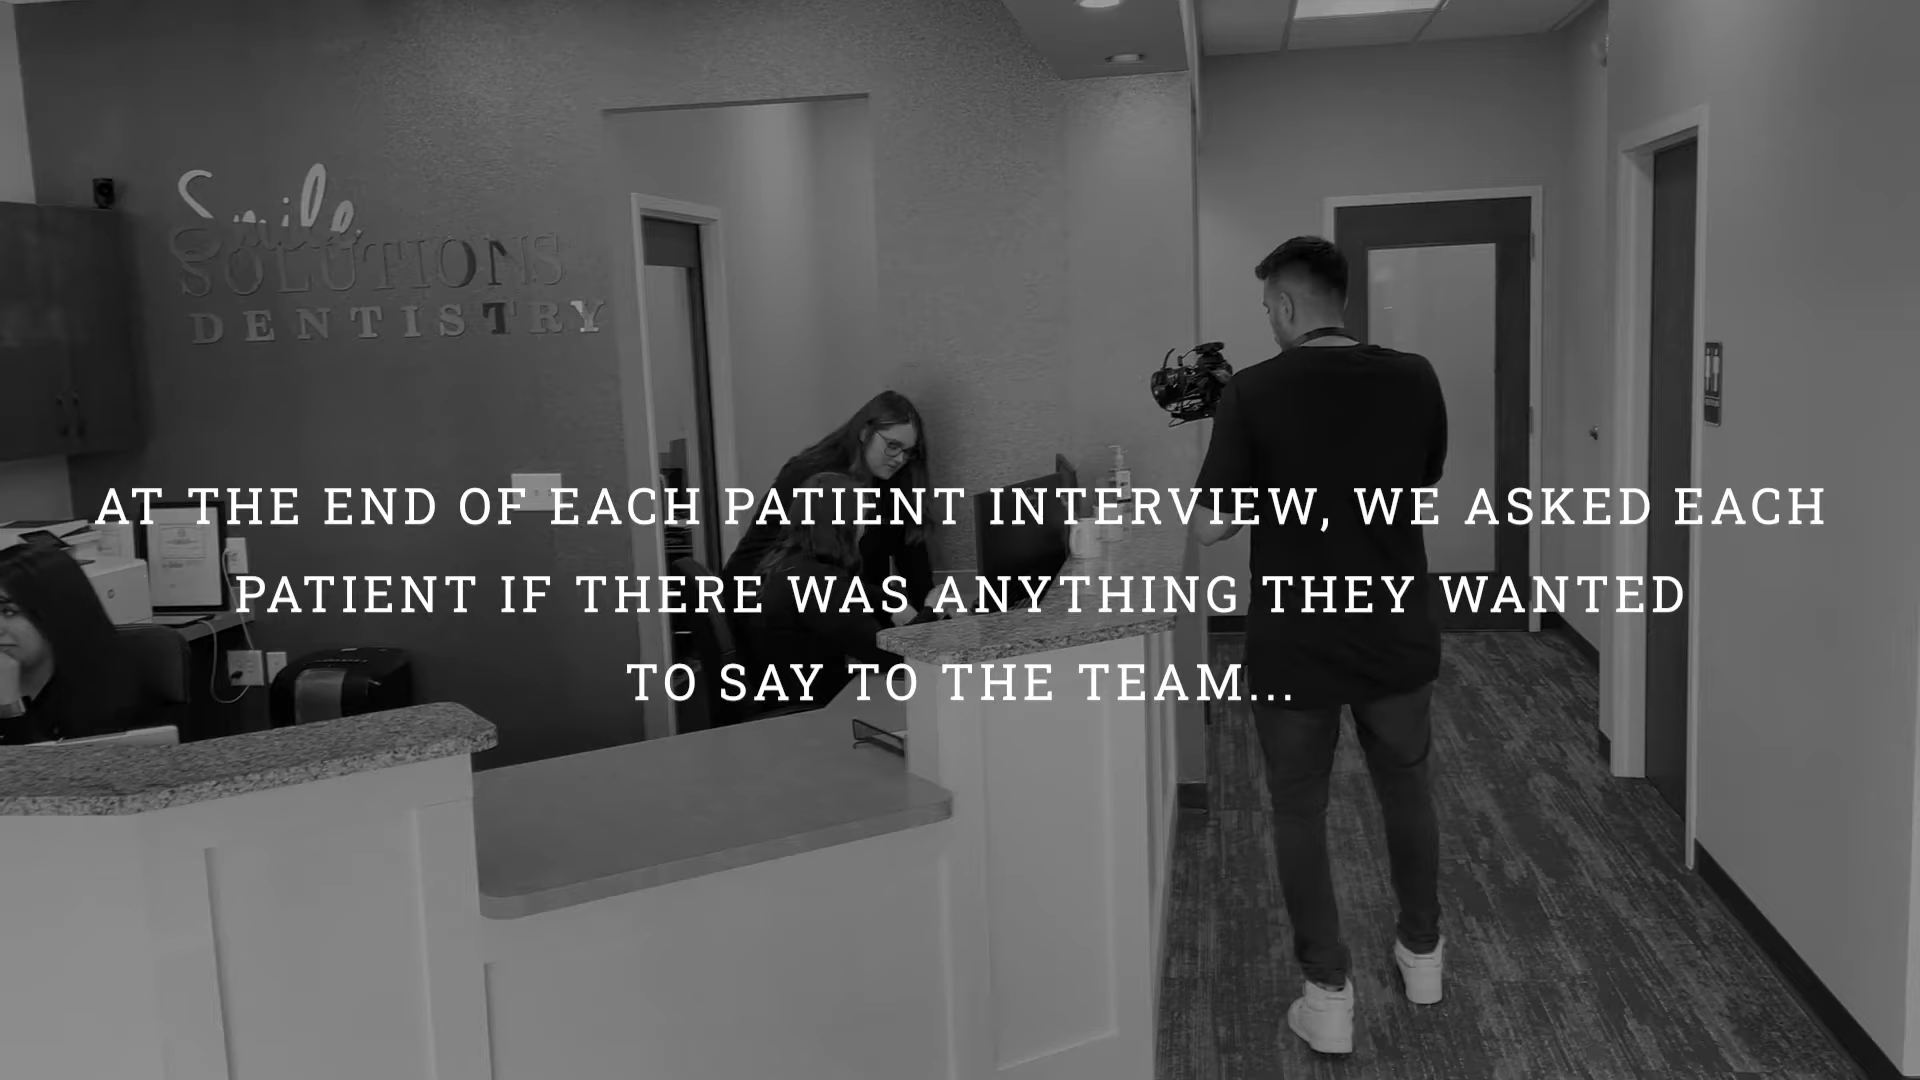 Smile
SOLUTIONS
DENTISTRY
AT THE END OF EACH PATIENT INTERVIEW, WE ASKED EACH
PATIENT IF THERE WAS ANYTHING THEY WANTED
TO SAY TO THE TEAM...